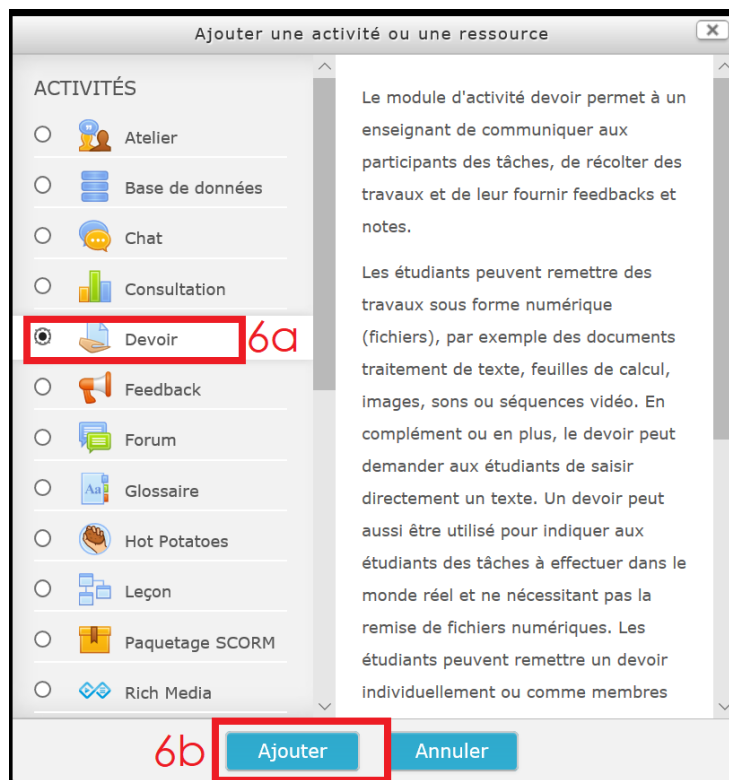 Ajouter une activité ou une ressource
ACTIVITÉS
Atelier
Base de données
Chat
Consultation
Devoir
6a
Feedback
Forum
Glossaire
Hot Potatoes
Leçon
Paquetage SCORM
Rich Media
Le module d'activité devoir permet à un
enseignant de communiquer aux
participants des tâches, de récolter des
travaux et de leur fournir feedbacks et
notes.
Les étudiants peuvent remettre des
travaux sous forme numérique
(fichiers), par exemple des documents
traitement de texte, feuilles de calcul,
images, sons ou séquences vidéo. En
complément ou en plus, le devoir peut
demander aux étudiants de saisir
directement un texte. Un devoir peut
aussi être utilisé pour indiquer aux
étudiants des tâches à effectuer dans le
monde réel et ne nécessitant pas la
remise de fichiers numériques. Les
étudiants peuvent remettre un devoir
individuellement ou comme membres
6b
Ajouter
Annuler